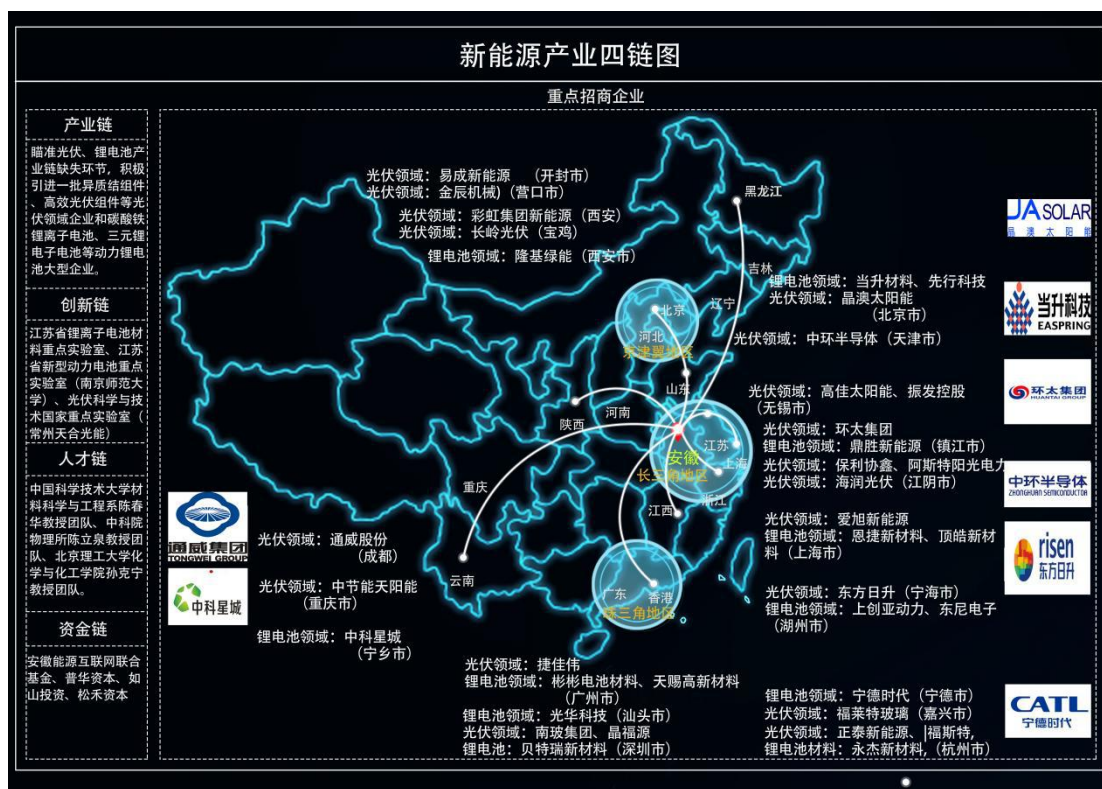 新能源产业四链图
重点招商企业
产业链
瞄准光伏、锂电池产
业链缺失环节，积极
引进一批异质结组件
、高效光伏组件等光
伏领域企业和碳酸铁
锂离子电池、三元锂
电子电池等动力锂电
池大型企业。
创新链
江苏省锂离子电池材
料重点实验室、江苏
省新型动力电池重点
实验室（南京师范大
学）、光伏科学与技
术国家重点实验室（
常州天合光能）
人才链
中国科学技术大学材
料科学与工程系陈春
华教授团队、中科院
物理所陈立泉教授团
队、北京理工大学化
学与化工学院孙克宁
教授团队。
资金链
安徽能源互联网联合
基金、普华资本、如
山投资、松禾资本
光伏领域：易成新能源 （开封市）
光伏领域：金辰机械)（营口市）
光伏领域：彩虹集团新能源（西安）
光伏领域：长岭光伏（宝鸡）
锂电池领域：隆基绿能（西安市）
黑龙江
吉林
辽宁
北京
河北
京津翼地区
山东
河南
陕西
江苏
安徽
上海
长三角地区
浙江
江西
重庆
云南
广东
香港
珠三角地区
锂电池领域：当升材料、先行科技
光伏领域：晶澳太阳能
（北京市）
光伏领域：中环半导体（天津市）
光伏领域：高佳太阳能、振发控股
（无锡市）
光伏领域：环太集团
锂电池领域：鼎胜新能源（镇江市）
光伏领域：保利协鑫、阿斯特阳光电力
光伏领域：海润光伏（江阴市）
光伏领域：爱旭新能源
锂电池领域：恩捷新材料、顶皓新材
料（上海市）
光伏领域：东方日升（宁海市）
锂电池领域：上创亚动力、东尼电子
（湖州市）
锂电池领域：宁德时代（宁德市）
光伏领域：福莱特玻璃（嘉兴市）
光伏领域：正泰新能源、|福斯特,
锂电池材料：永杰新材料,（杭州市）
光伏领域：通威股份
（成都）
光伏领域：中节能天阳能
（重庆市）
锂电池领域：中科星城
（宁乡市）
光伏领域：捷佳伟
锂电池领域：彬彬电池材料、天赐高新材料
（广州市）
锂电池领域：光华科技（汕头市）
光伏领域：南玻集团、晶福源
锂电池：贝特瑞新材料（深圳市）
通威集团
TONGWEI GROUP
中科星城
JA SOLAR
晶澳太阳能
当升科技
EASPRING
环太集团
HUANTAI GROUP
中环半导体
ZHONGHUAN SEMICONDUCTOR
risen
东方日升
CATL
宁德时代